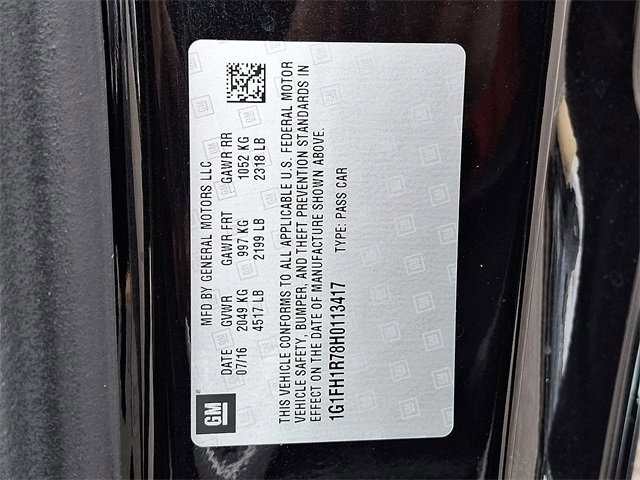 GM
MFD BY GENERAL MOTORS LLC
DATE GVWR GAWR FRT GAWR RR
07/16 2049 KG 997 KG 1052 KG
4517 LB 2199 LB 2318 LB
THIS VEHICLE CONFORMS TO ALL APPLICABLE U.S. FEDERAL MOTOR
VEHICLE SAFETY, BUMPER, AND THEFT PREVENTION STANDARDS IN
EFFECT ON THE DATE OF MANUFACTURE SHOWN ABOVE.
1G1FH1R78H0113417 TYPE: PASS CAR